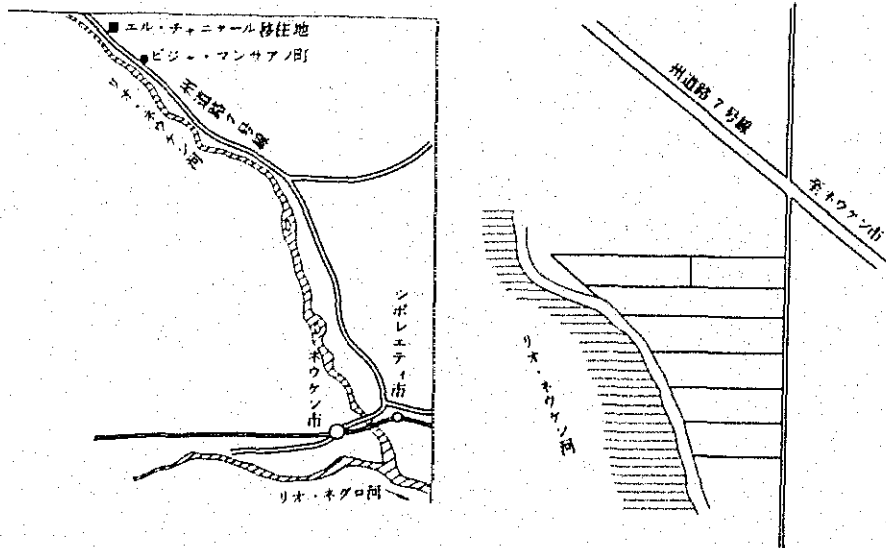 エル・チャニャール移住地
ビジャ・マンサアノ町
州道路7号線
リオ・ネウケン河
シポレエティ市
ネウケン市
リオ・ネグロ河
州道路7号線
至ネウケン市
リオ・ネウケン河